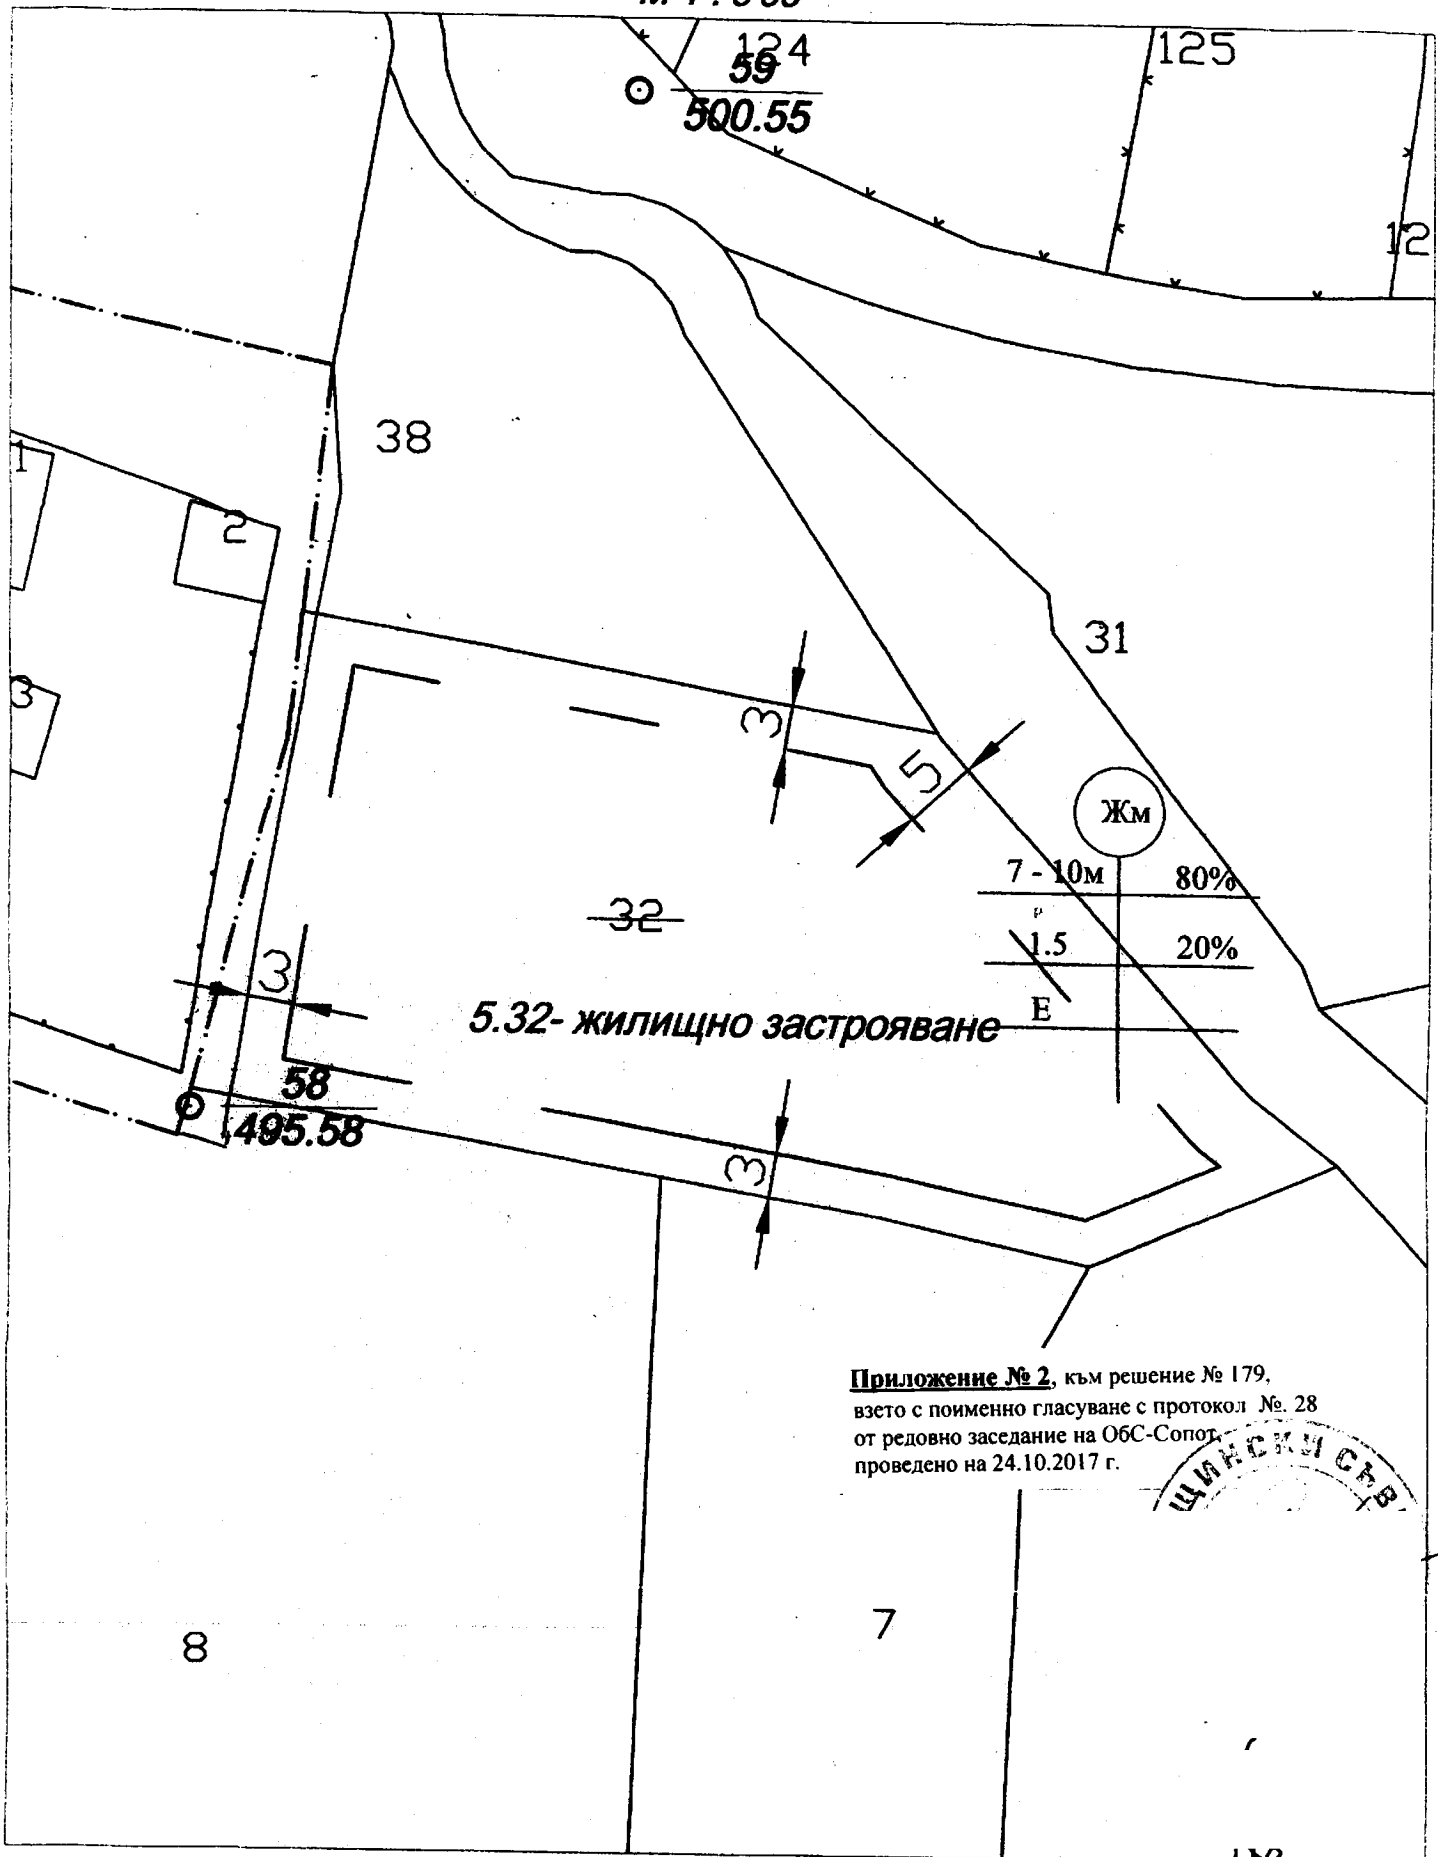 124
125
59
500.55
12
38
1
2
31
3
3
5
Жм
7 - 10м 80%
32
1.5 20%
3
Е
5.32- жилищно застрояване
58
495.58
3
Приложение № 2, към решение № 179,
взето с поименно гласуване с протокол №. 28
от редовно заседание на ОбС-Сопот,
проведено на 24.10.2017 г.
ЩИНСКИ СЪВ
7
8